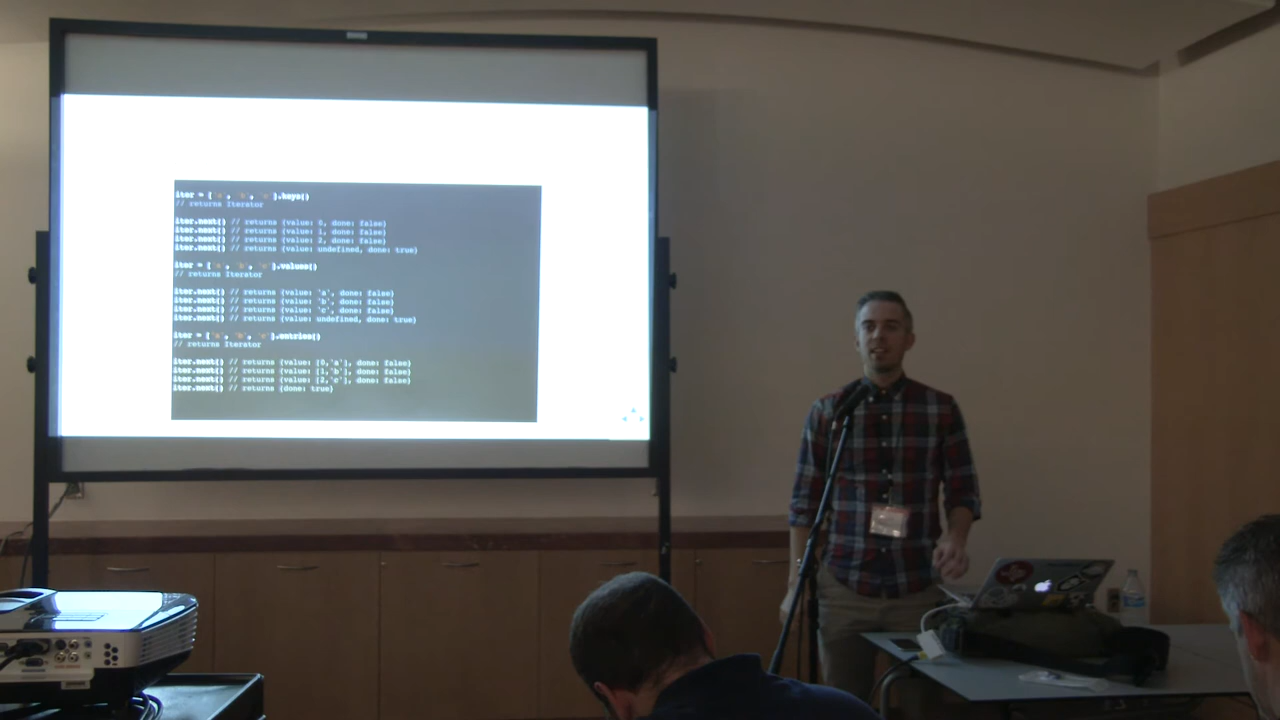 iter = ['a', 'b', 'c'].keys()
// returns Iterator
iter.next() // returns {value: 0, done: false}
iter.next() // returns {value: 1, done: false}
iter.next() // returns {value: 2, done: false}
iter.next() // returns {value: undefined, done: true}
iter = ['a', 'b', 'c'].values()
// returns Iterator
iter.next() // returns {value: 'a', done: false}
iter.next() // returns {value: 'b', done: false}
iter.next() // returns {value: 'c', done: false}
iter.next() // returns {value: undefined, done: true}
iter = ['a', 'b', 'c'].entries()
// returns Iterator
iter.next() // returns {value: [0,'a'], done: false}
iter.next() // returns {value: [1,'b'], done: false}
iter.next() // returns {value: [2,'c'], done: false}
iter.next() // returns {done: true}